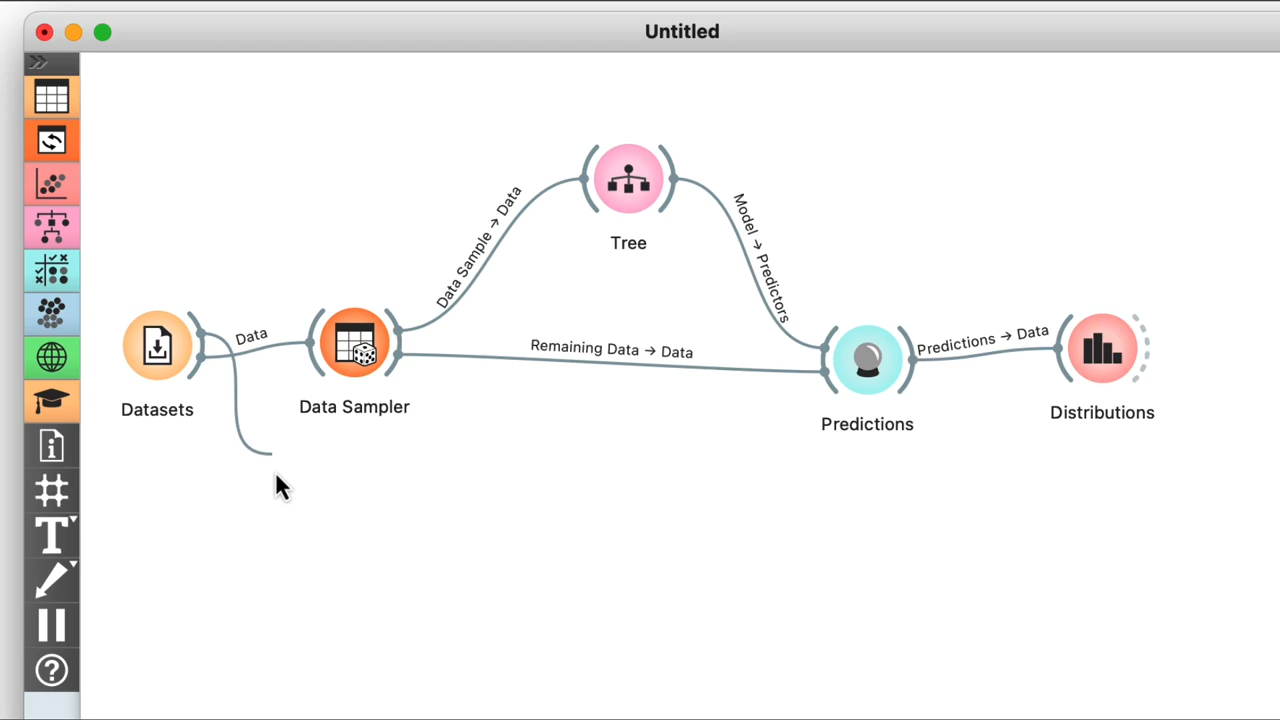 Untitled
Data Sample → Data
Model → Predictors
Tree
Data
Remaining Data → Data
Predictions → Data
Datasets
Data Sampler
Predictions
Distributions
T